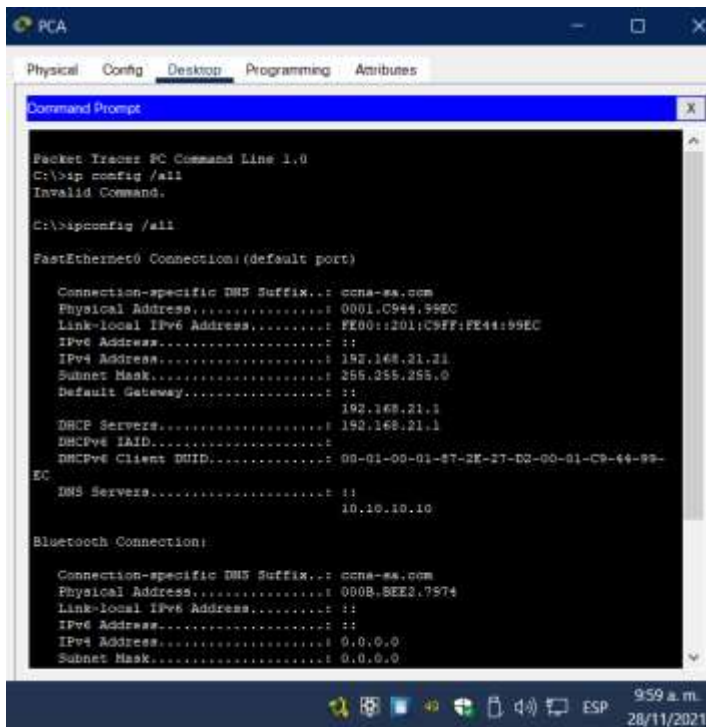 PCA
Physical Config Desktop Programming Attributes
Command Prompt
X
Packet Tracer PC Command Line 1.0
C:\>ip config /all
Invalid Command.
C:\>ipconfig /all
FastEthernet0 Connection:(default port)
Connection-specific DNS Suffix..: ccna-sa.com
Physical Address................: 0001.C944.99EC
Link-local IPv6 Address.........: FE80::201:C9FF:FE44:99EC
IPv6 Address....................: ::
IPv4 Address....................: 192.168.21.21
Subnet Mask.....................: 255.255.255.0
Default Gateway.................: ::
192.168.21.1
DHCP Servers....................: 192.168.21.1
DHCPv6 IAID.....................:
DHCPv6 Client DUID..............: 00-01-00-01-87-2E-27-D2-00-01-C9-44-99-
EC
DNS Servers.....................: ::
10.10.10.10
Bluetooth Connection:
Connection-specific DNS Suffix..: ccna-sa.com
Physical Address................: 000B.BEE2.7974
Link-local IPv6 Address.........: ::
IPv6 Address....................: ::
IPv4 Address....................: 0.0.0.0
Subnet Mask.....................: 0.0.0.0
ESP
9:59 a. m.
28/11/2021